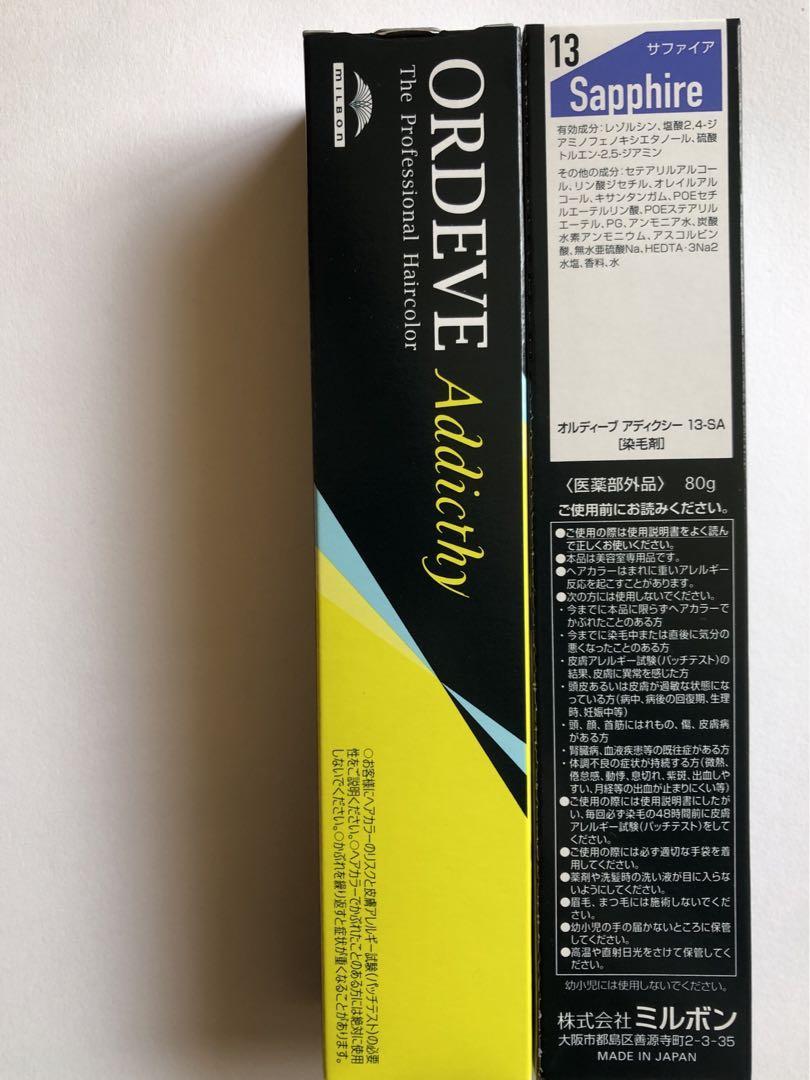 MILBON
ORDEVE Addicthy
The Professional Haircolor
○お客様にヘアカラーのリスクと皮膚アレルギー試験(パッチテスト)の必要
性をご説明ください。○ヘアカラーでかぶれたことのある方には絶対に使用
しないでください。○かぶれを繰り返すと症状が重くなることがあります。
13
サファイア
Sapphire
有効成分:レゾルシン、塩酸2,4-ジ
アミノフェノキシエタノール、硫酸
トルエン-2,5-ジアミン
その他の成分:セテアリルアルコー
ル、リン酸ジセチル、オレイルアル
コール、キサンタンガム、POEセチ
ルエーテルリン酸、POEステアリル
エーテル、PG、アンモニア水、炭酸
水素アンモニウム、アスコルビン
酸、無水亜硫酸Na、HEDTA・3Na2
水塩、香料、水
オルディーブ アディクシー 13-SA
[染毛剤]
〈医薬部外品〉 80g
ご使用前にお読みください。
●ご使用の際は使用説明書をよく読ん
で正しくお使いください。
●本品は美容室専用品です。
●ヘアカラーはまれに重いアレルギー
反応を起こすことがあります。
●次の方には使用しないでください。
・今までに本品に限らずヘアカラーで
かぶれたことのある方
・今までに染毛中または直後に気分の
悪くなったことのある方
・皮膚アレルギー試験(パッチテスト)の
結果、皮膚に異常を感じた方
・頭皮あるいは皮膚が過敏な状態にな
っている方(病中、病後の回復期、生理
時、妊娠中等)
・頭、顔、首筋にはれもの、傷、皮膚病
がある方
・腎臓病、血液疾患等の既往症がある方
・体調不良の症状が持続する方(微熱、
倦怠感、動悸、息切れ、紫斑、出血しや
すい、月経等の出血が止まりにくい等)
●ご使用の際には使用説明書にしたが
い、毎回必ず染毛の48時間前に皮膚
アレルギー試験(パッチテスト)をして
ください。
●ご使用の際には必ず適切な手袋を着
用してください。
●薬剤や洗髪時の洗い液が目に入らな
いようにしてください。
●眉毛、まつ毛には施術しないでくだ
さい。
●幼小児の手の届かないところに保管
してください。
●高温や直射日光をさけて保管してく
ださい。
幼小児には使用しないでください。
株式会社ミルボン
大阪市都島区善源寺町2-3-35
MADE IN JAPAN